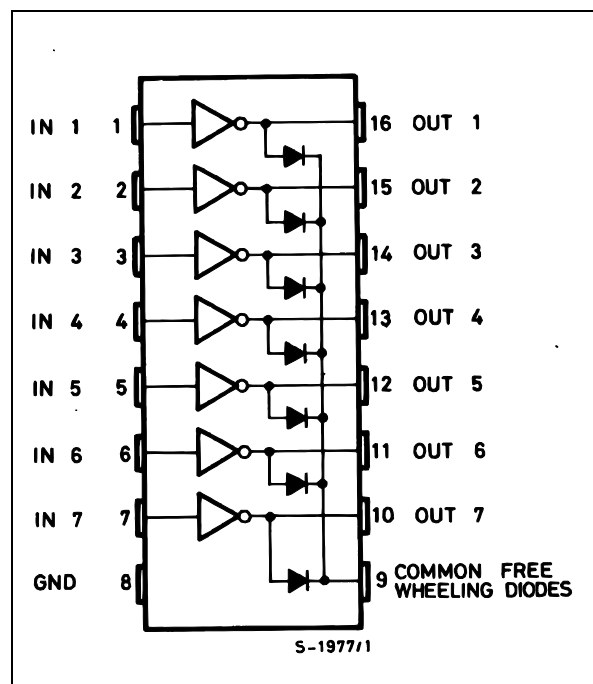 IN 1 1 16 OUT 1
IN 2 2 15 OUT 2
IN 3 3 14 OUT 3
IN 4 4 13 OUT 4
IN 5 5 12 OUT 5
IN 6 6 11 OUT 6
IN 7 7 10 OUT 7
GND 8 9 COMMON FREE
WHEELING DIODES
S-1977/1